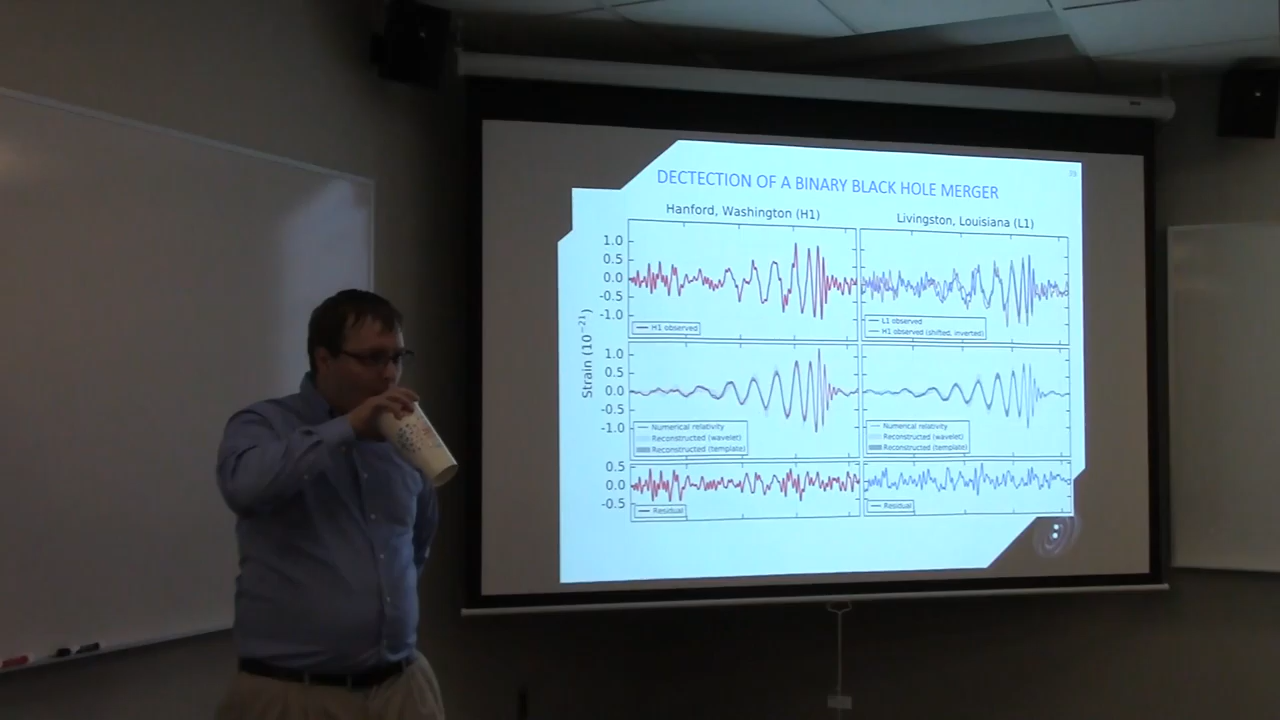 DECTECTION OF A BINARY BLACK HOLE MERGER
Hanford, Washington (H1)
Livingston, Louisiana (L1)
Strain (10⁻²¹)
1.0
0.5
0.0
-0.5
-1.0
H1 observed
L1 observed
H1 observed (shifted, inverted)
1.0
0.5
0.0
-0.5
-1.0
Numerical relativity
Reconstructed (wavelet)
Reconstructed (template)
Numerical relativity
Reconstructed (wavelet)
Reconstructed (template)
0.5
0.0
-0.5
Residual
Residual